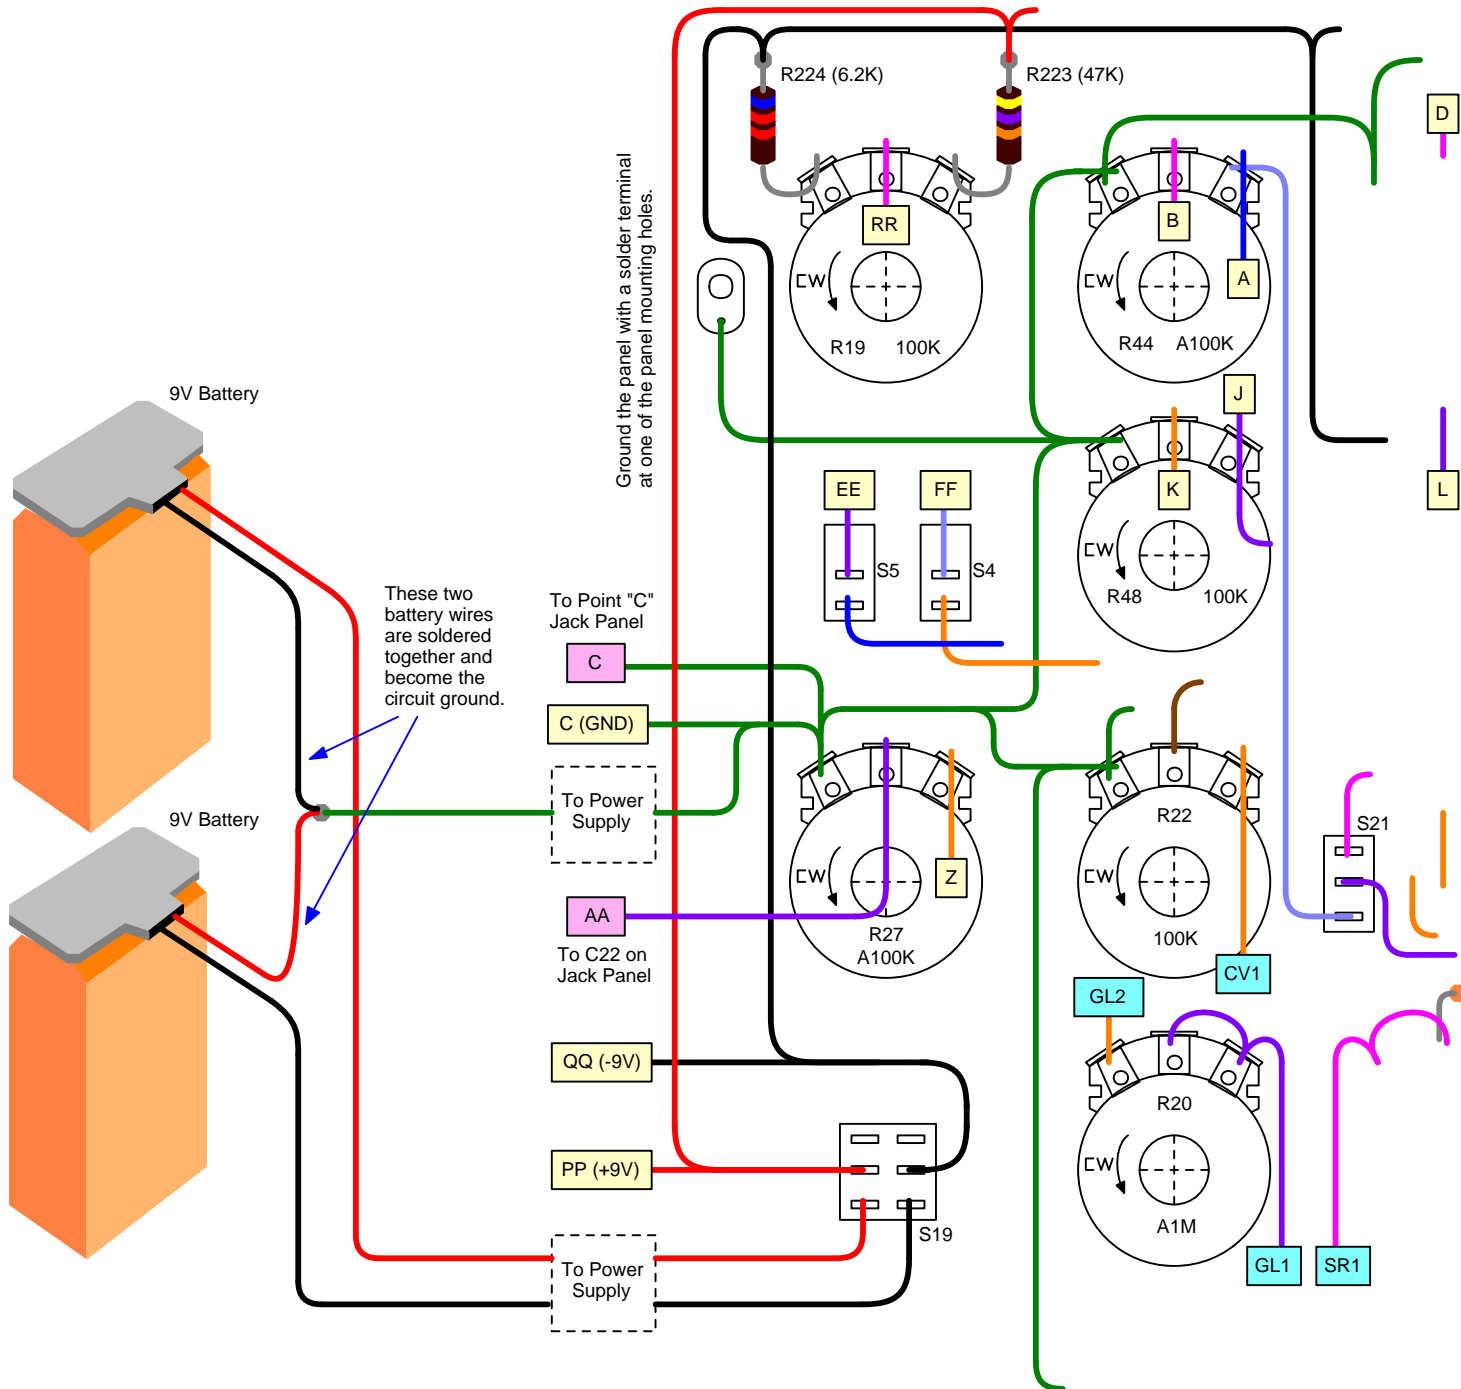 R224 (6.2K)
R223 (47K)
D
Ground the panel with a solder terminal
at one of the panel mounting holes.
RR
B
A
CW
CW
R19 100K
R44 A100K
9V Battery
J
EE
FF
K
L
S5
S4
CW
R48 100K
These two
battery wires
are soldered
together and
become the
circuit ground.
To Point "C"
Jack Panel
C
C (GND)
To Power
Supply
9V Battery
R22
S21
CW
Z
CW
AA
R27
A100K
100K
To C22 on
Jack Panel
CV1
GL2
QQ (-9V)
R20
PP (+9V)
CW
S19
A1M
To Power
Supply
GL1
SR1